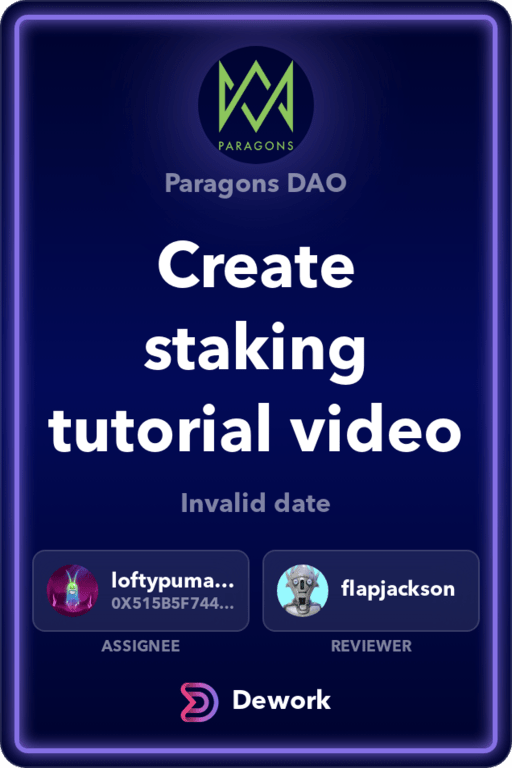 PARAGONS
Paragons DAO
Create
staking
tutorial video
Invalid date
loftypuma...
0X515B5F744...
ASSIGNEE
flapjackson
REVIEWER
Dework